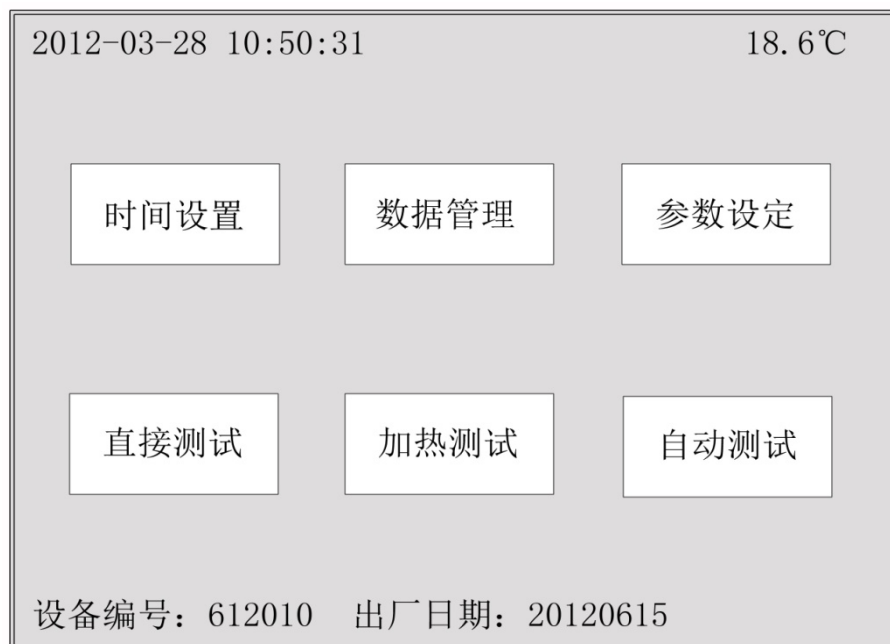 2012-03-28 10:50:31 18.6℃
时间设置 数据管理 参数设定
直接测试 加热测试 自动测试
设备编号：612010 出厂日期：20120615